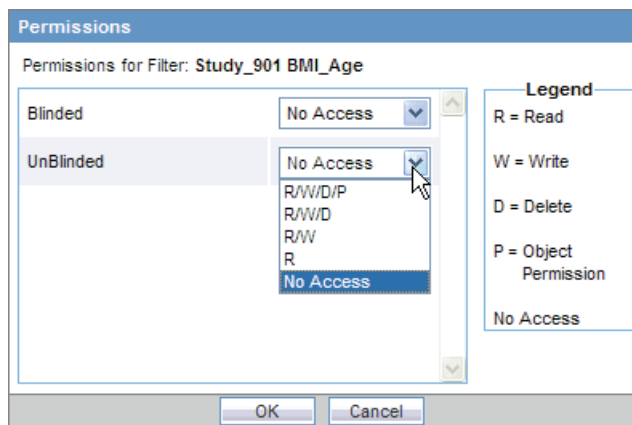 Permissions
Permissions for Filter: Study_901 BMI_Age
Blinded
No Access
UnBlinded
No Access
R/W/D/P
R/W/D
R/W
R
No Access
Legend
R = Read
W = Write
D = Delete
P = Object
Permission
No Access
OK
Cancel